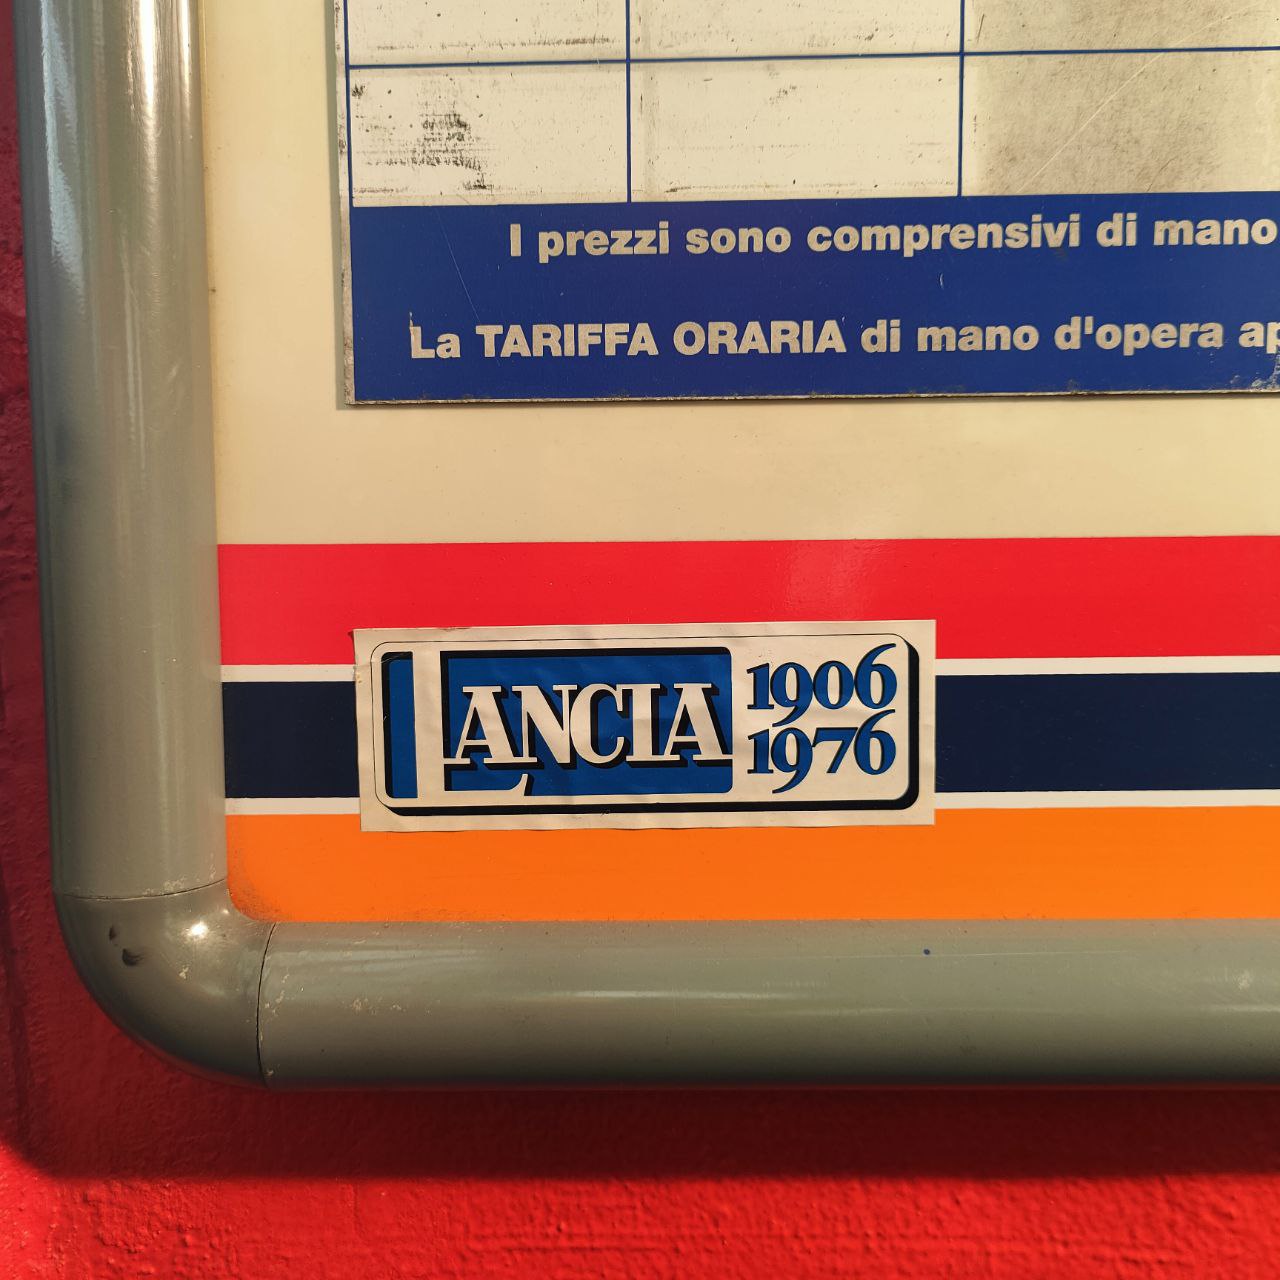 I prezzi sono comprensivi di mano
La TARIFFA ORARIA di mano d'opera
LANCIA
1906
1976